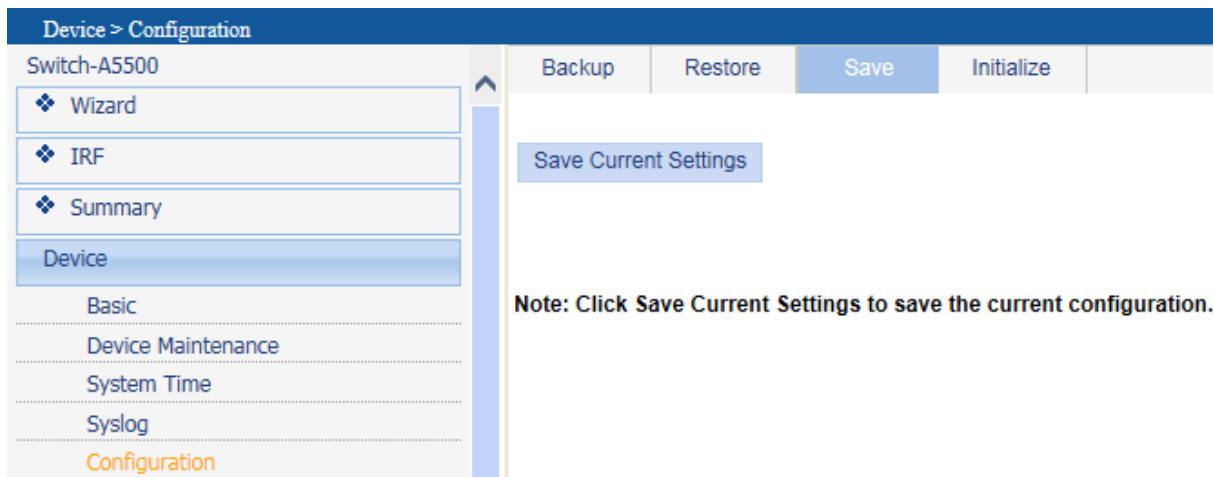 Device > Configuration
Switch-A5500
Wizard
IRF
Summary
Device
Basic
Device Maintenance
System Time
Syslog
Configuration
Backup Restore Save Initialize
Save Current Settings
Note: Click Save Current Settings to save the current configuration.